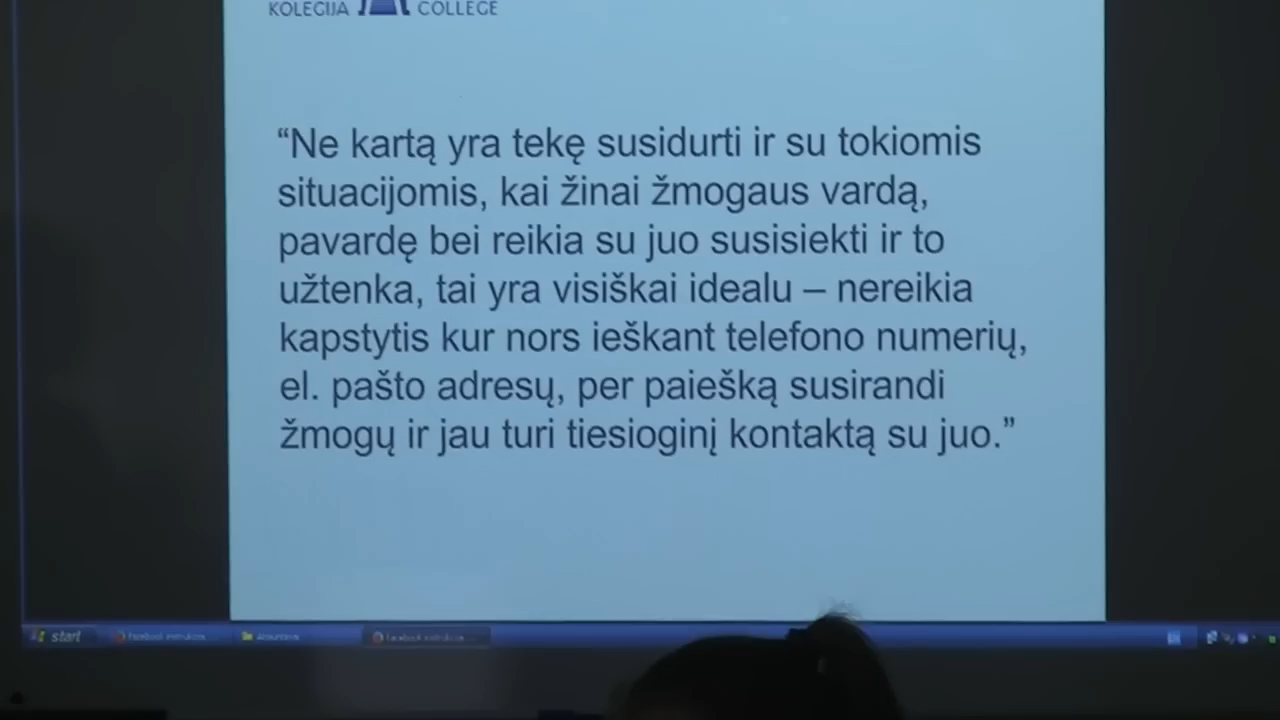 KOLEGIJA COLLEGE
“Ne kartą yra tekę susidurti ir su tokiomis
situacijomis, kai žinai žmogaus vardą,
pavardę bei reikia su juo susisiekti ir to
užtenka, tai yra visiškai idealu – nereikia
kapstytis kur nors ieškant telefono numerių,
el. pašto adresų, per paiešką susirandi
žmogų ir jau turi tiesioginį kontaktą su juo.”
start